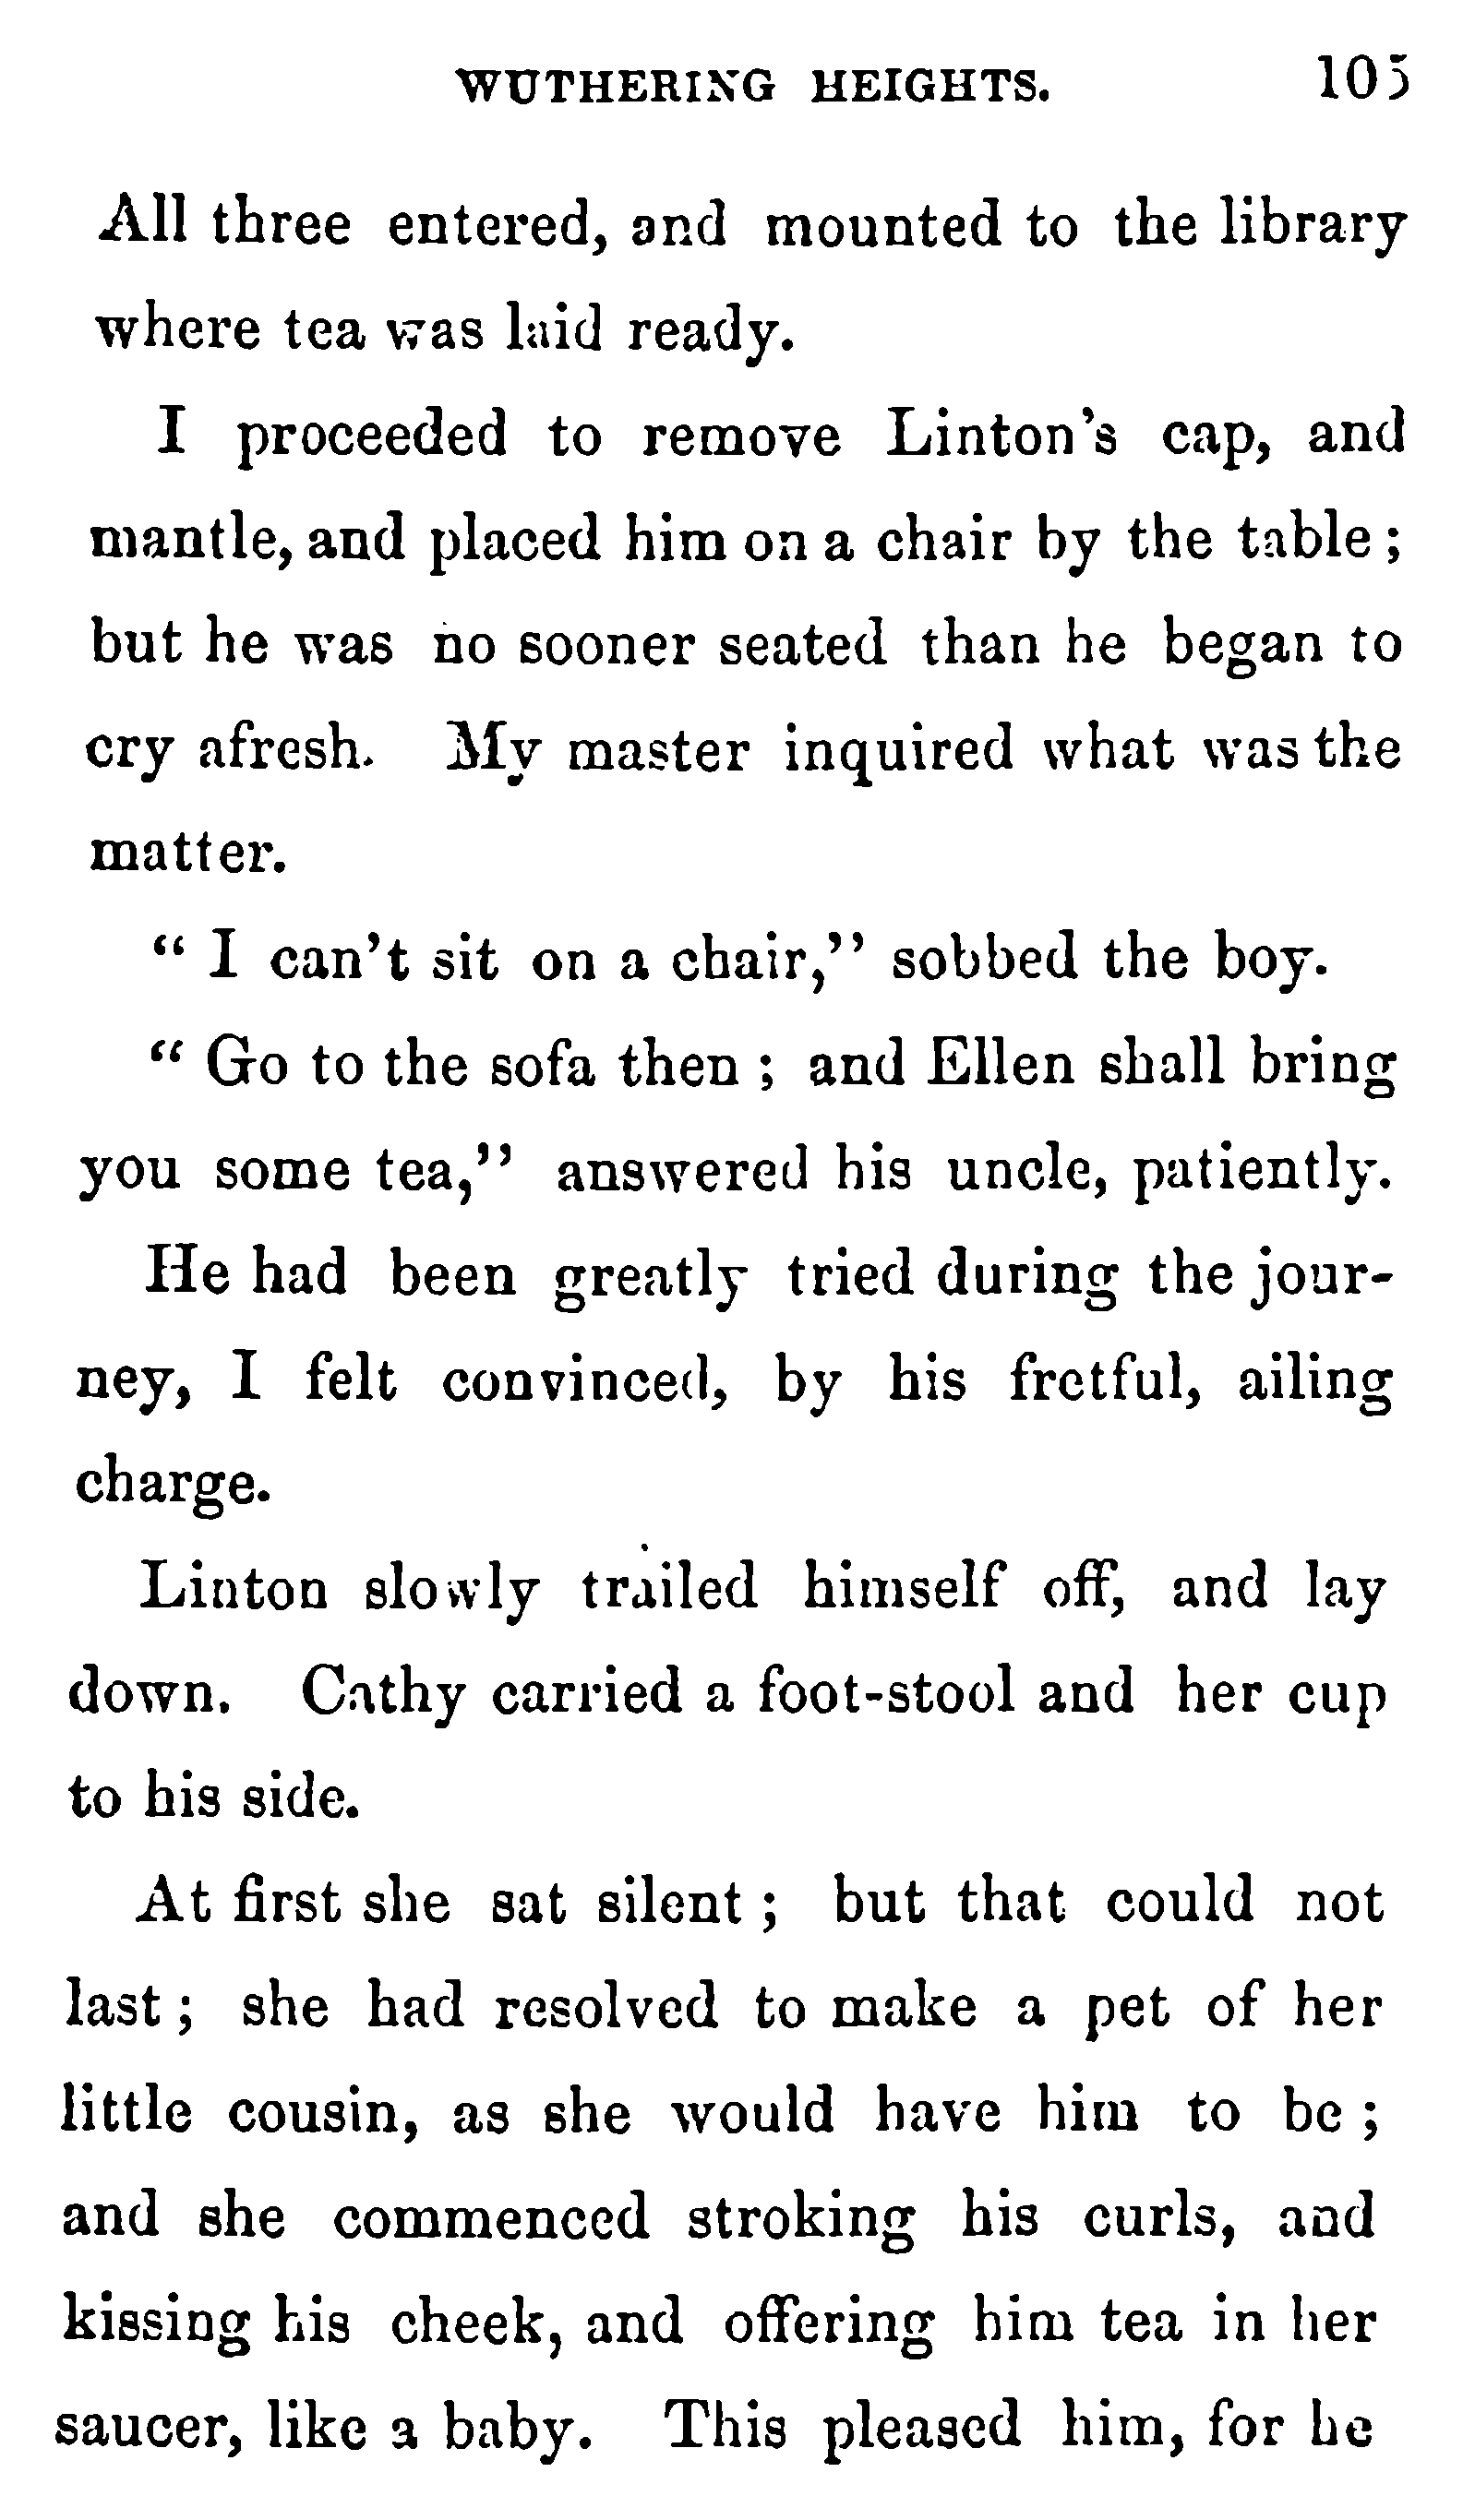 WUTHERING HEIGHTS. 105
All three entered, and mounted to the library
where tea was laid ready.
I proceeded to remove Linton's cap, and
mantle, and placed him on a chair by the table ;
but he was no sooner seated than he began to
cry afresh. My master inquired what was the
matter.
“ I can't sit on a chair,” sobbed the boy.
“ Go to the sofa then ; and Ellen shall bring
you some tea,” answered his uncle, patiently.
He had been greatly tried during the jour-
ney, I felt convinced, by his fretful, ailing
charge.
Linton slowly trailed himself off, and lay
down. Cathy carried a foot-stool and her cup
to his side.
At first she sat silent ; but that could not
last ; she had resolved to make a pet of her
little cousin, as she would have him to be ;
and she commenced stroking his curls, and
kissing his cheek, and offering him tea in her
saucer, like a baby. This pleased him, for he